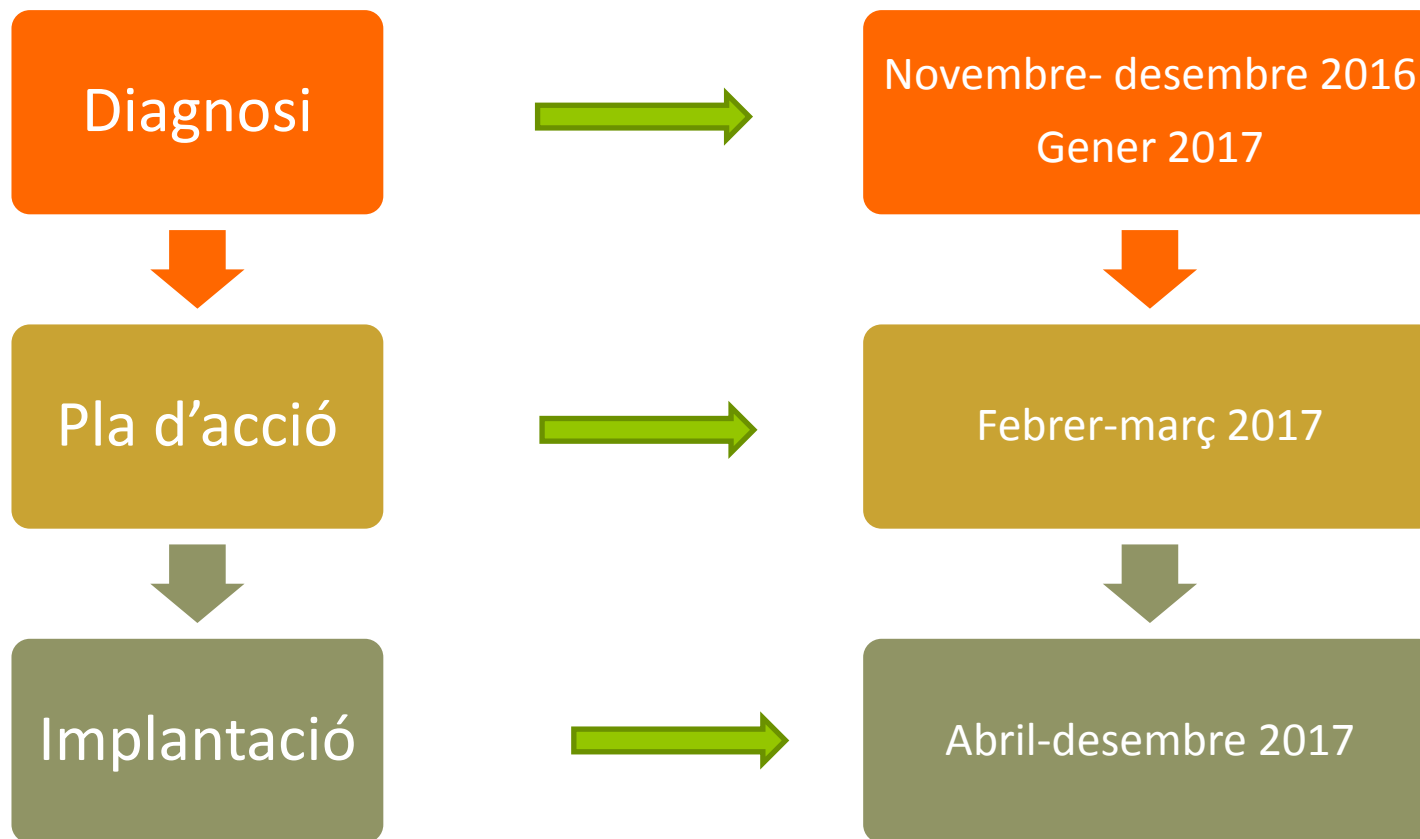 Diagnosi
Novembre- desembre 2016
Gener 2017
Pla d’acció
Febrer-març 2017
Implantació
Abril-desembre 2017